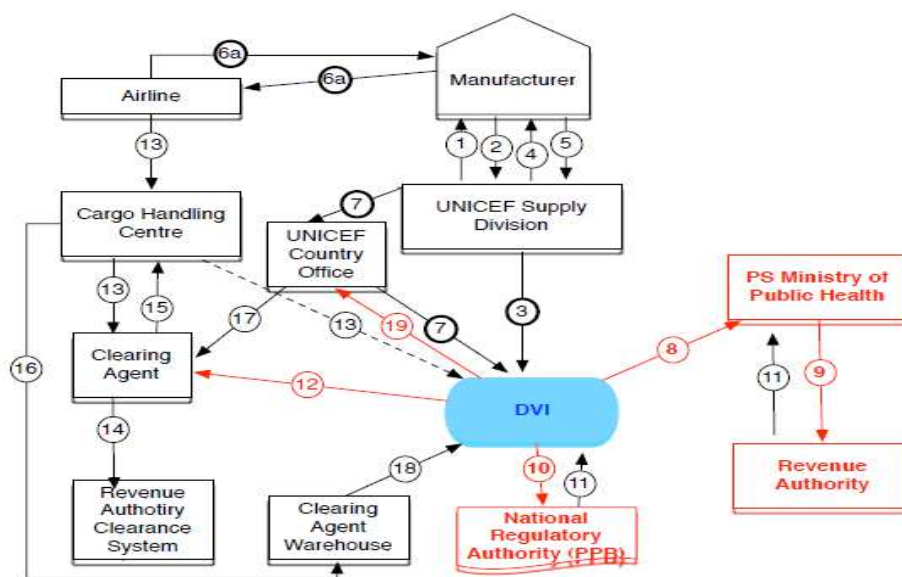 6a
6a
Manufacturer
Airline
13
1
2
4
5
Cargo Handling
Centre
7
UNICEF Supply
Division
UNICEF
Country
Office
PS Ministry of
Public Health
13
15
17
13
19
7
3
8
11
9
16
Clearing
Agent
12
DVI
14
10
11
18
Revenue
Authority
Revenue
Authotiry
Clearance
System
Clearing
Agent
Warehouse
National
Regulatory
Authority (PPB)